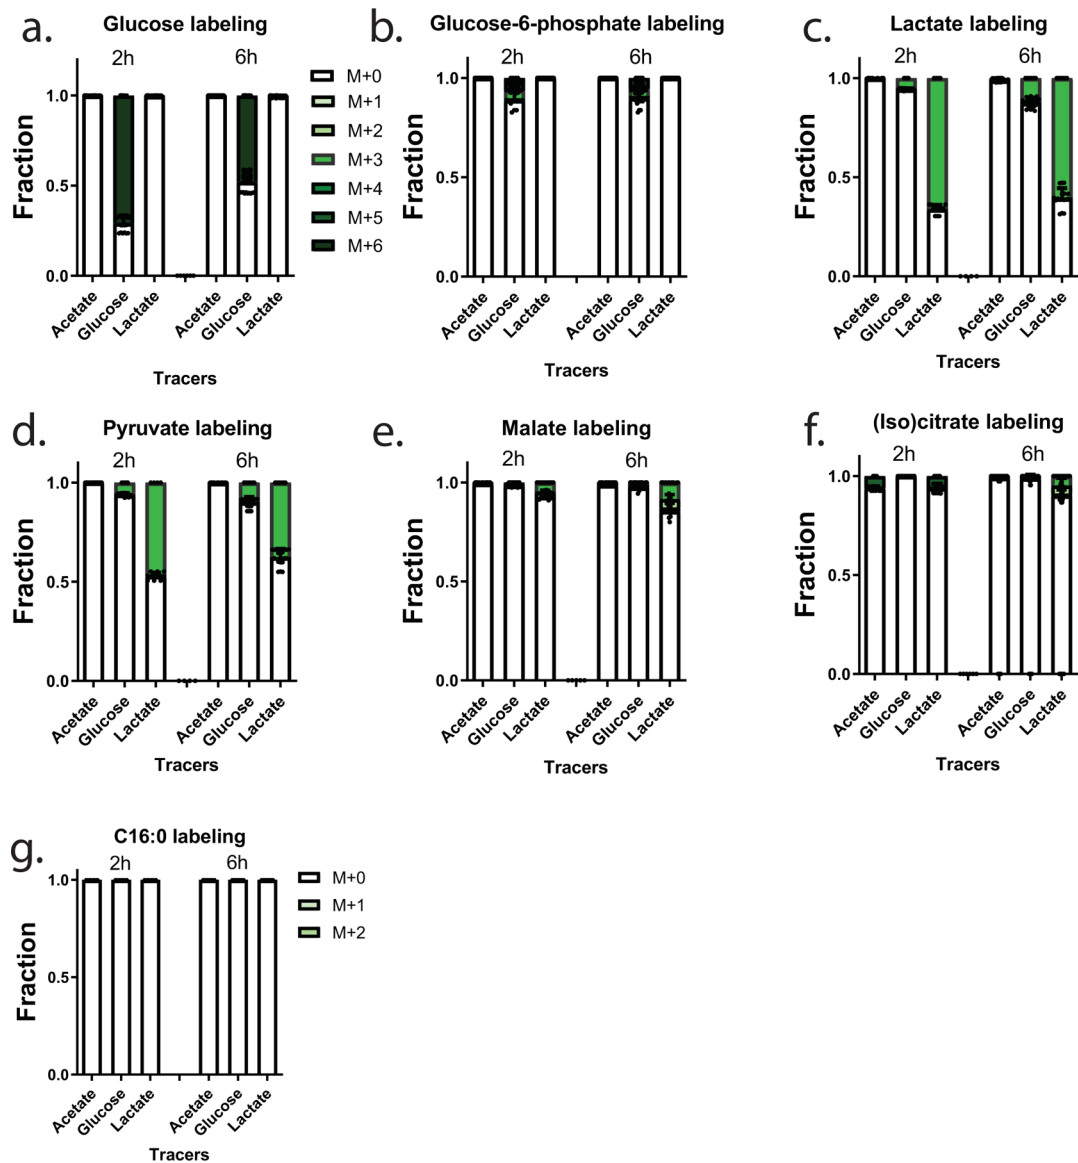 a.
Glucose labeling
2h
6h
Fraction
1.0
0.5
0.0
Acetate
Glucose
Lactate
Acetate
Glucose
Lactate
Tracers
M+0
M+1
M+2
M+3
M+4
M+5
M+6
b.
Glucose-6-phosphate labeling
2h
6h
Fraction
1.0
0.5
0.0
Acetate
Glucose
Lactate
Acetate
Glucose
Lactate
Tracers
c.
Lactate labeling
2h
6h
Fraction
1.0
0.5
0.0
Acetate
Glucose
Lactate
Acetate
Glucose
Lactate
Tracers
d.
Pyruvate labeling
2h
6h
Fraction
1.0
0.5
0.0
Acetate
Glucose
Lactate
Acetate
Glucose
Lactate
Tracers
e.
Malate labeling
2h
6h
Fraction
1.0
0.5
0.0
Acetate
Glucose
Lactate
Acetate
Glucose
Lactate
Tracers
f.
(Iso)citrate labeling
2h
6h
Fraction
1.0
0.5
0.0
Acetate
Glucose
Lactate
Acetate
Glucose
Lactate
Tracers
g.
C16:0 labeling
2h
6h
Fraction
1.0
0.5
0.0
Acetate
Glucose
Lactate
Acetate
Glucose
Lactate
Tracers
M+0
M+1
M+2